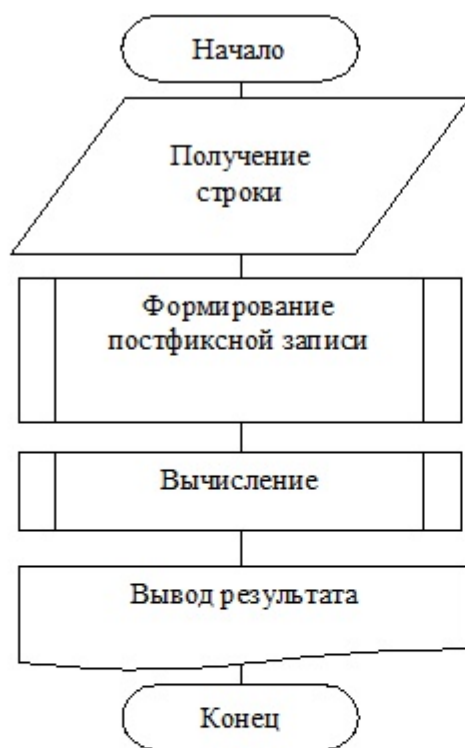 Начало
Получение
строки
Формирование
постфиксной записи
Вычисление
Вывод результата
Конец